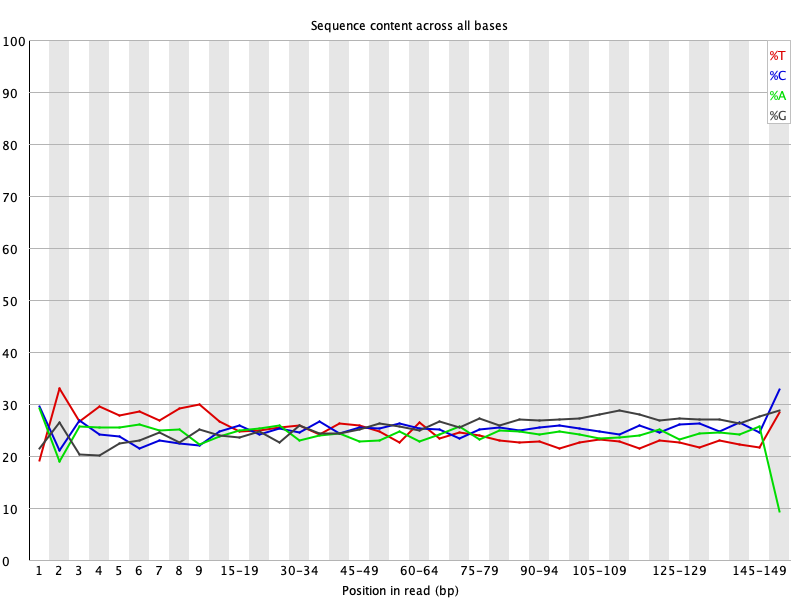 Sequence content across all bases
100
90
80
70
60
50
40
30
20
10
0
%T
%C
%A
%G
1 2 3 4 5 6 7 8 9 15-19 30-34 45-49 60-64 75-79 90-94 105-109 125-129 145-149
Position in read (bp)